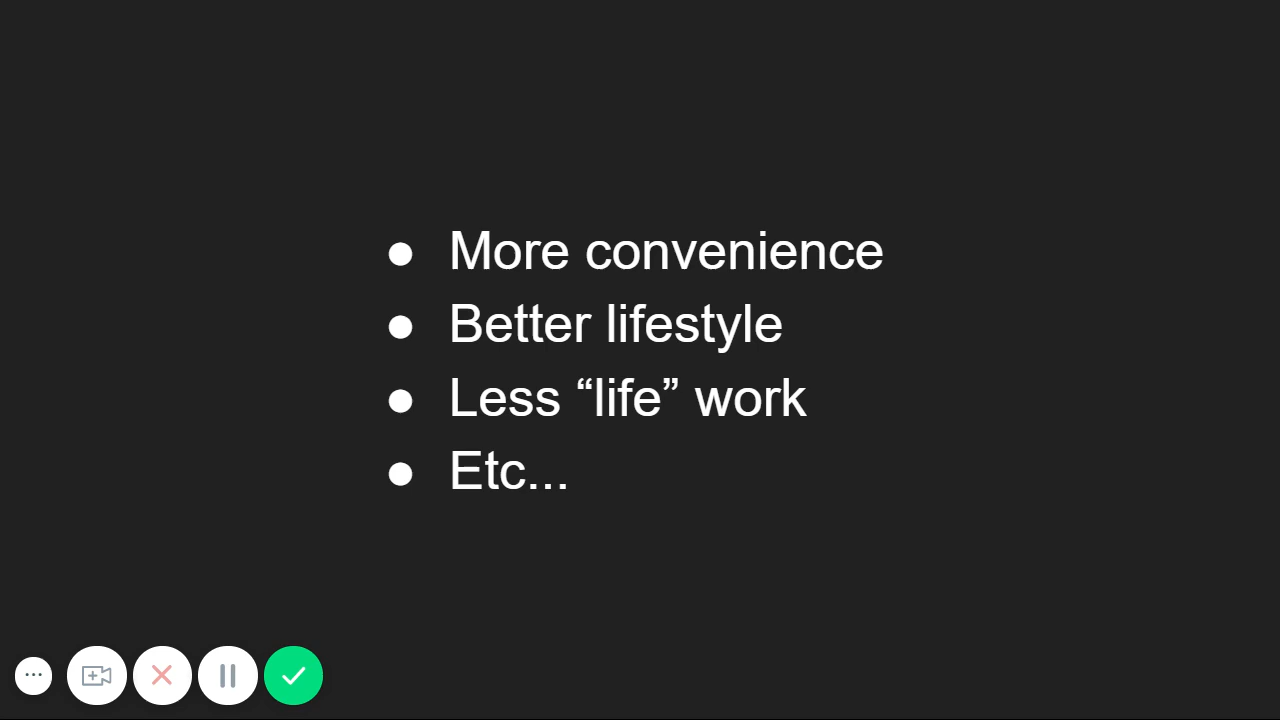 ● More convenience
● Better lifestyle
● Less “life” work
● Etc...